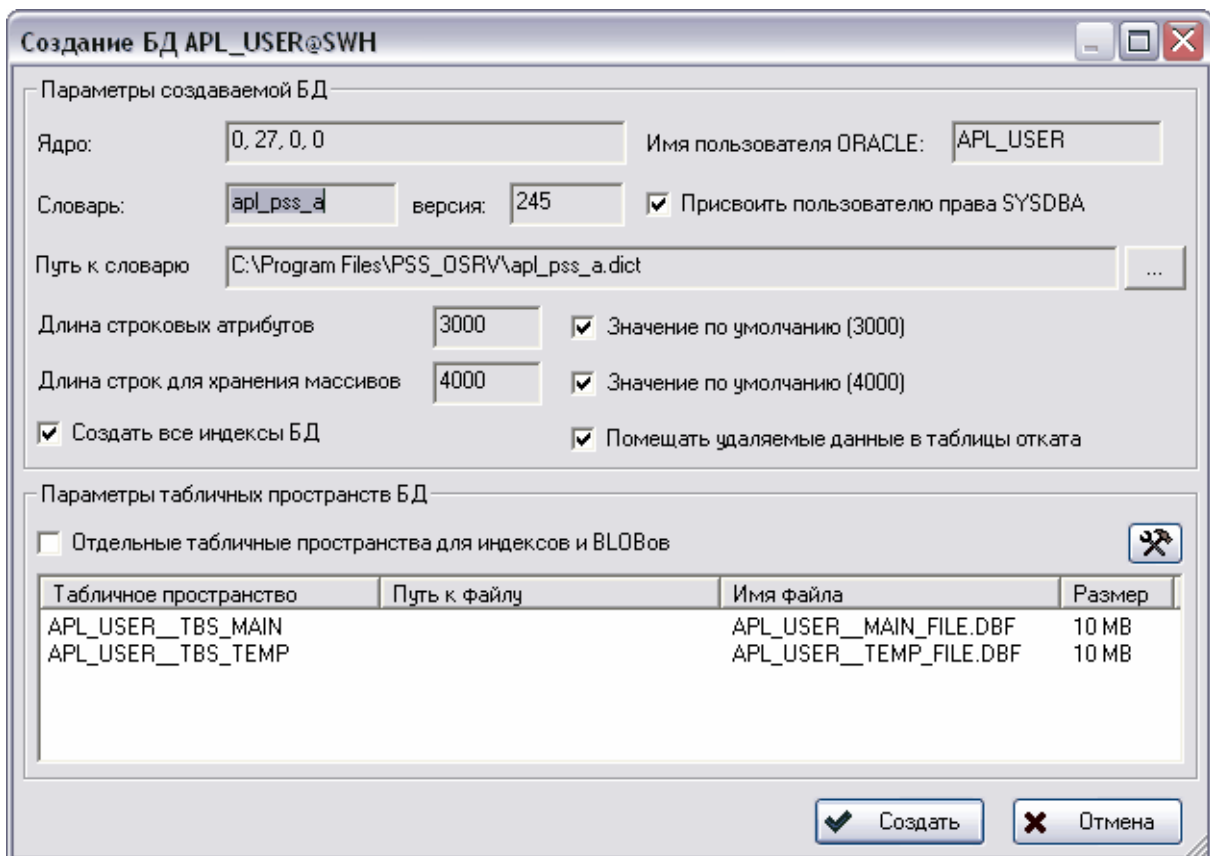 Создание БД APL_USER@SWH
Параметры создаваемой БД
Ядро: 0, 27, 0, 0 Имя пользователя ORACLE: APL_USER
Словарь: apl_pss_a версия: 245 Присвоить пользователю права SYSDBA
Путь к словарю C:\Program Files\PSS_OSRV\apl_pss_a.dict ...
Длина строковых атрибутов 3000 Значение по умолчанию (3000)
Длина строк для хранения массивов 4000 Значение по умолчанию (4000)
Создать все индексы БД Помещать удаляемые данные в таблицы отката
Параметры табличных пространств БД
Отдельные табличные пространства для индексов и BLOBов
Табличное пространство Путь к файлу Имя файла Размер
APL_USER__TBS_MAIN APL_USER__MAIN_FILE.DBF 10 MB
APL_USER__TBS_TEMP APL_USER__TEMP_FILE.DBF 10 MB
Создать Отмена